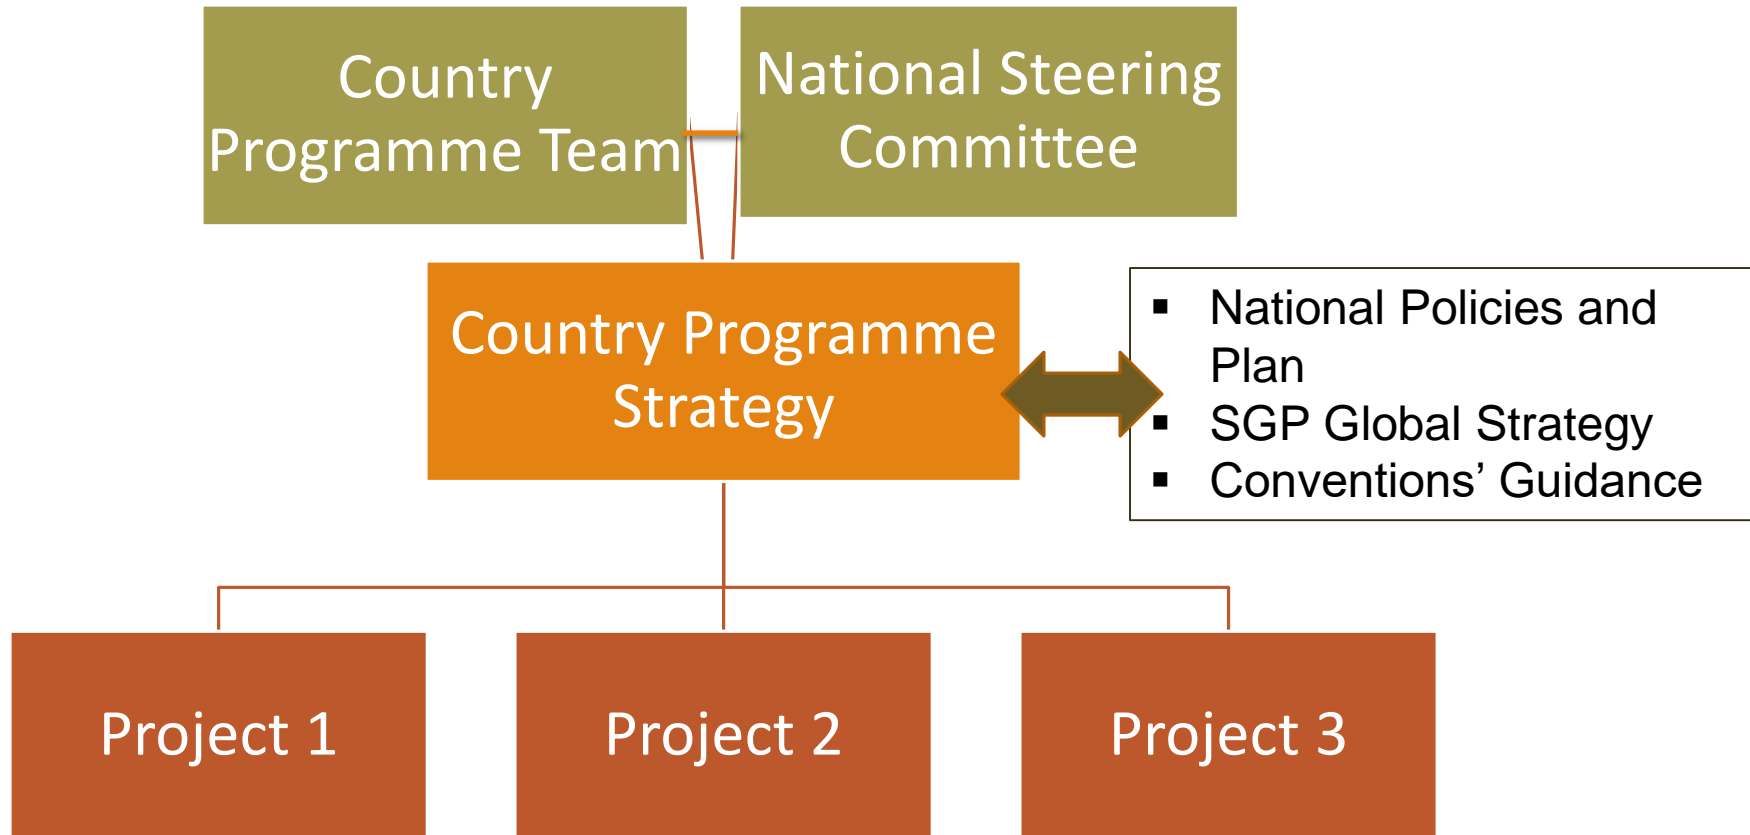 Country
Programme Team
National Steering
Committee
Country Programme
Strategy
▪ National Policies and
Plan
▪ SGP Global Strategy
▪ Conventions’ Guidance
Project 1
Project 2
Project 3